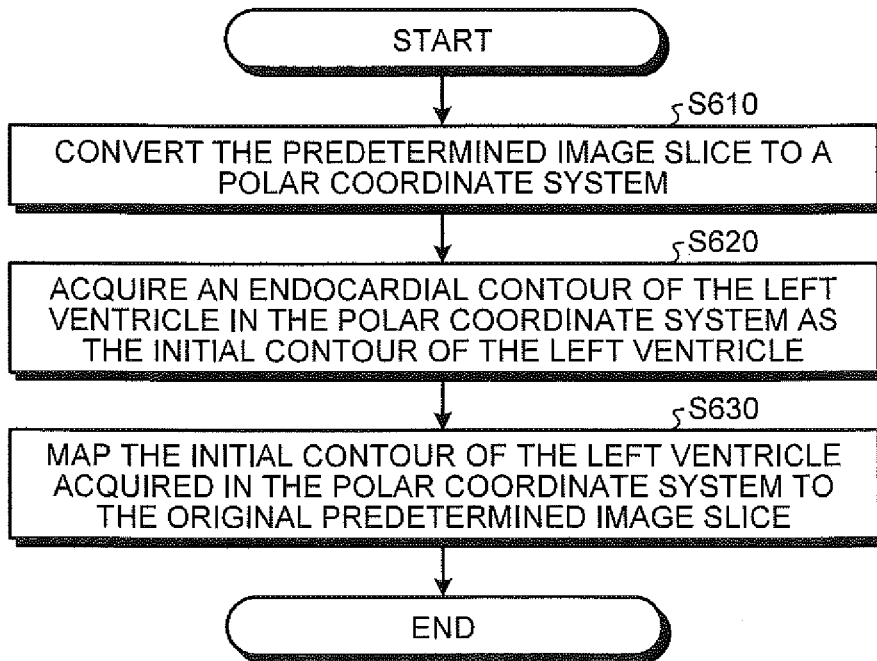 START
S610
CONVERT THE PREDETERMINED IMAGE SLICE TO A
POLAR COORDINATE SYSTEM
S620
ACQUIRE AN ENDOCARDIAL CONTOUR OF THE LEFT
VENTRICLE IN THE POLAR COORDINATE SYSTEM AS
THE INITIAL CONTOUR OF THE LEFT VENTRICLE
S630
MAP THE INITIAL CONTOUR OF THE LEFT VENTRICLE
ACQUIRED IN THE POLAR COORDINATE SYSTEM TO
THE ORIGINAL PREDETERMINED IMAGE SLICE
END